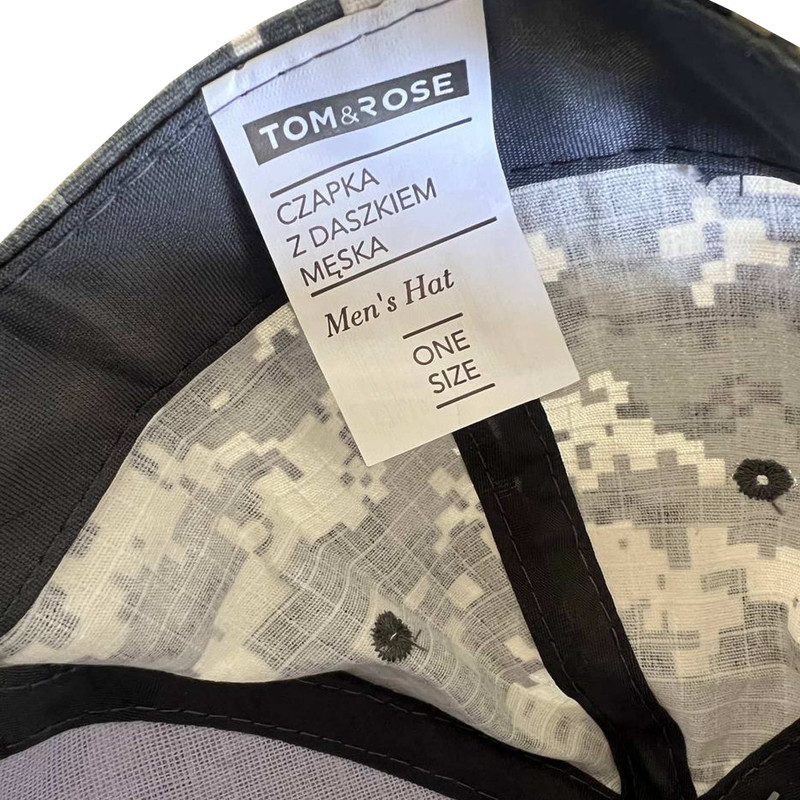 TOM&ROSE
CZAPKA
Z DASZKIEM
MĘSKA
Men's Hat
ONE
SIZE